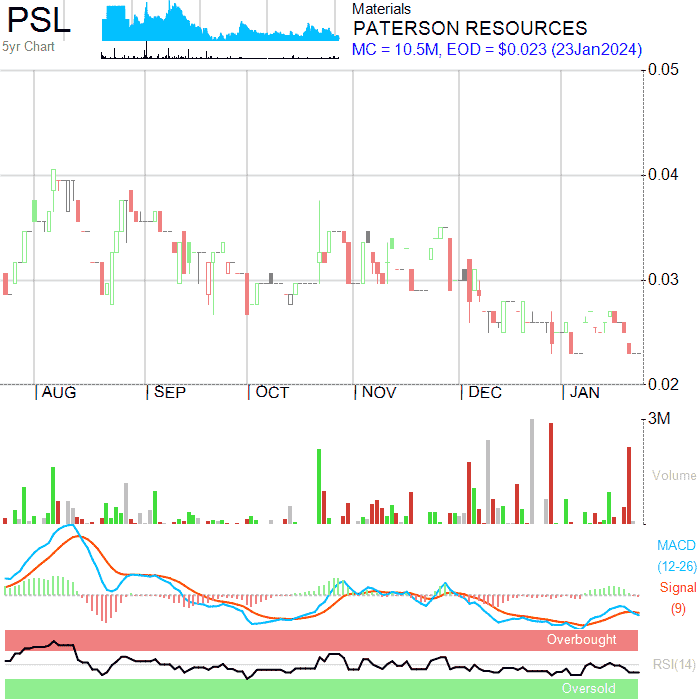 PSL
5yr Chart
Materials
PATERSON RESOURCES
MC = 10.5M, EOD = $0.023 (23Jan2024)
0.05
0.04
0.03
0.02
AUG SEP OCT NOV DEC JAN
3M
Volume
MACD
(12-26)
Signal
(9)
Overbought
RSI(14)
Oversold